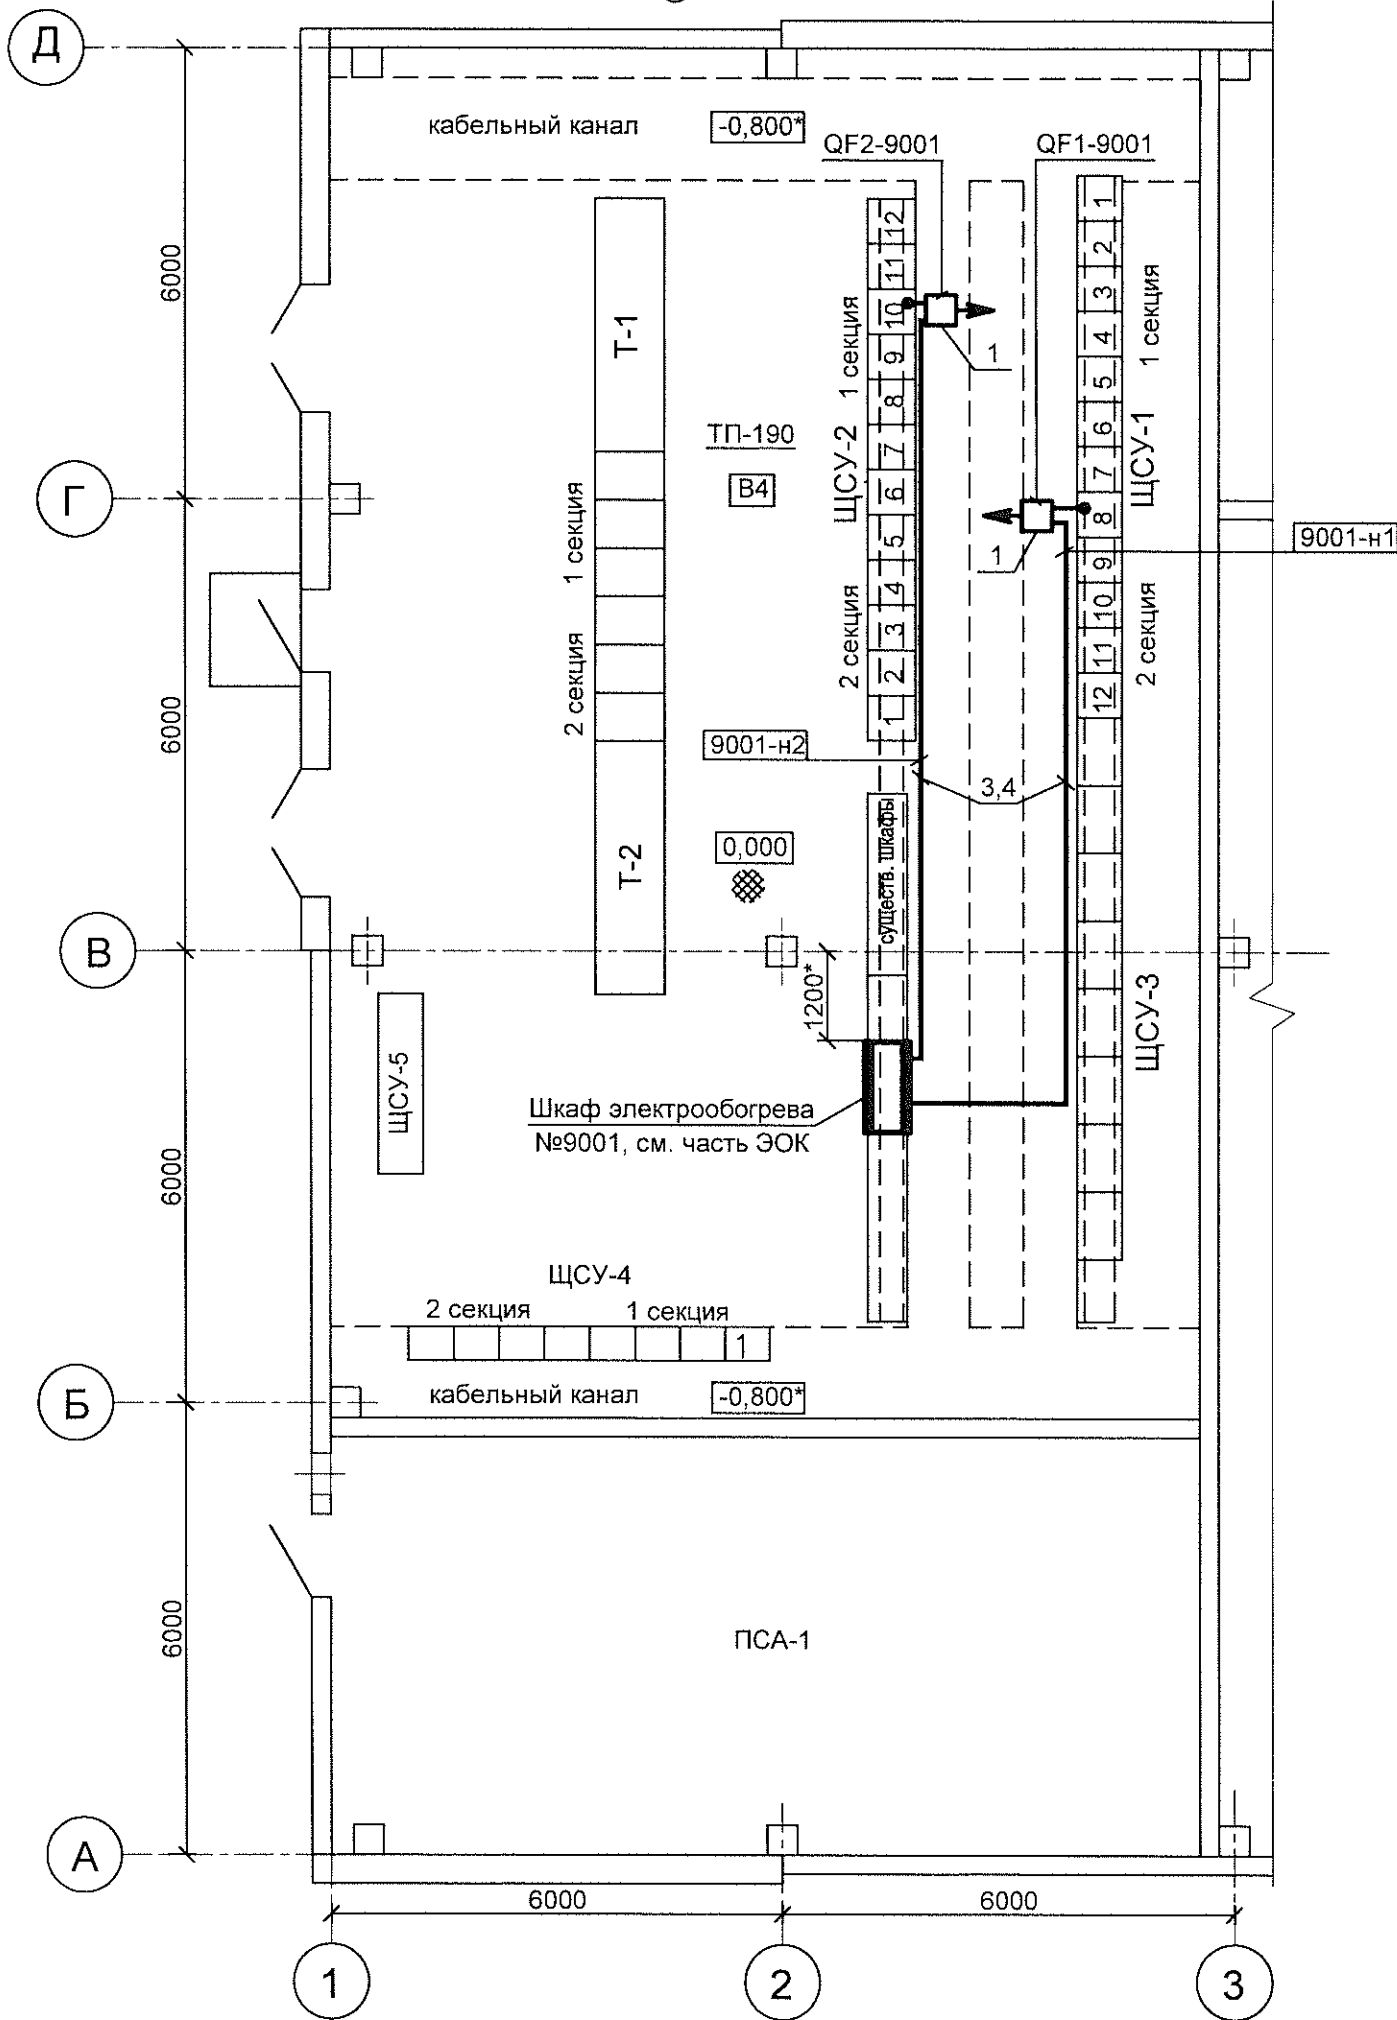 Д
кабельный канал
-0,800*
QF2-9001
QF1-9001
6000
12
11
10
9
8
7
6
5
4
3
2
1
1 секция
2 секция
ЩСУ-2
1
2
3
4
5
6
7
8
9
10
11
12
1 секция
ЩСУ-1
2 секция
1
1
Т-1
1 секция
2 секция
Т-2
ТП-190
В4
Г
9001-н1
6000
9001-н2
3,4
0,000
существ. шкафы
В
1200*
ЩСУ-3
ЩСУ-5
Шкаф электрообогрева
№9001, см. часть ЭОК
6000
ЩСУ-4
2 секция
1 секция
1
Б
кабельный канал
-0,800*
6000
ПСА-1
А
6000
6000
1
2
3